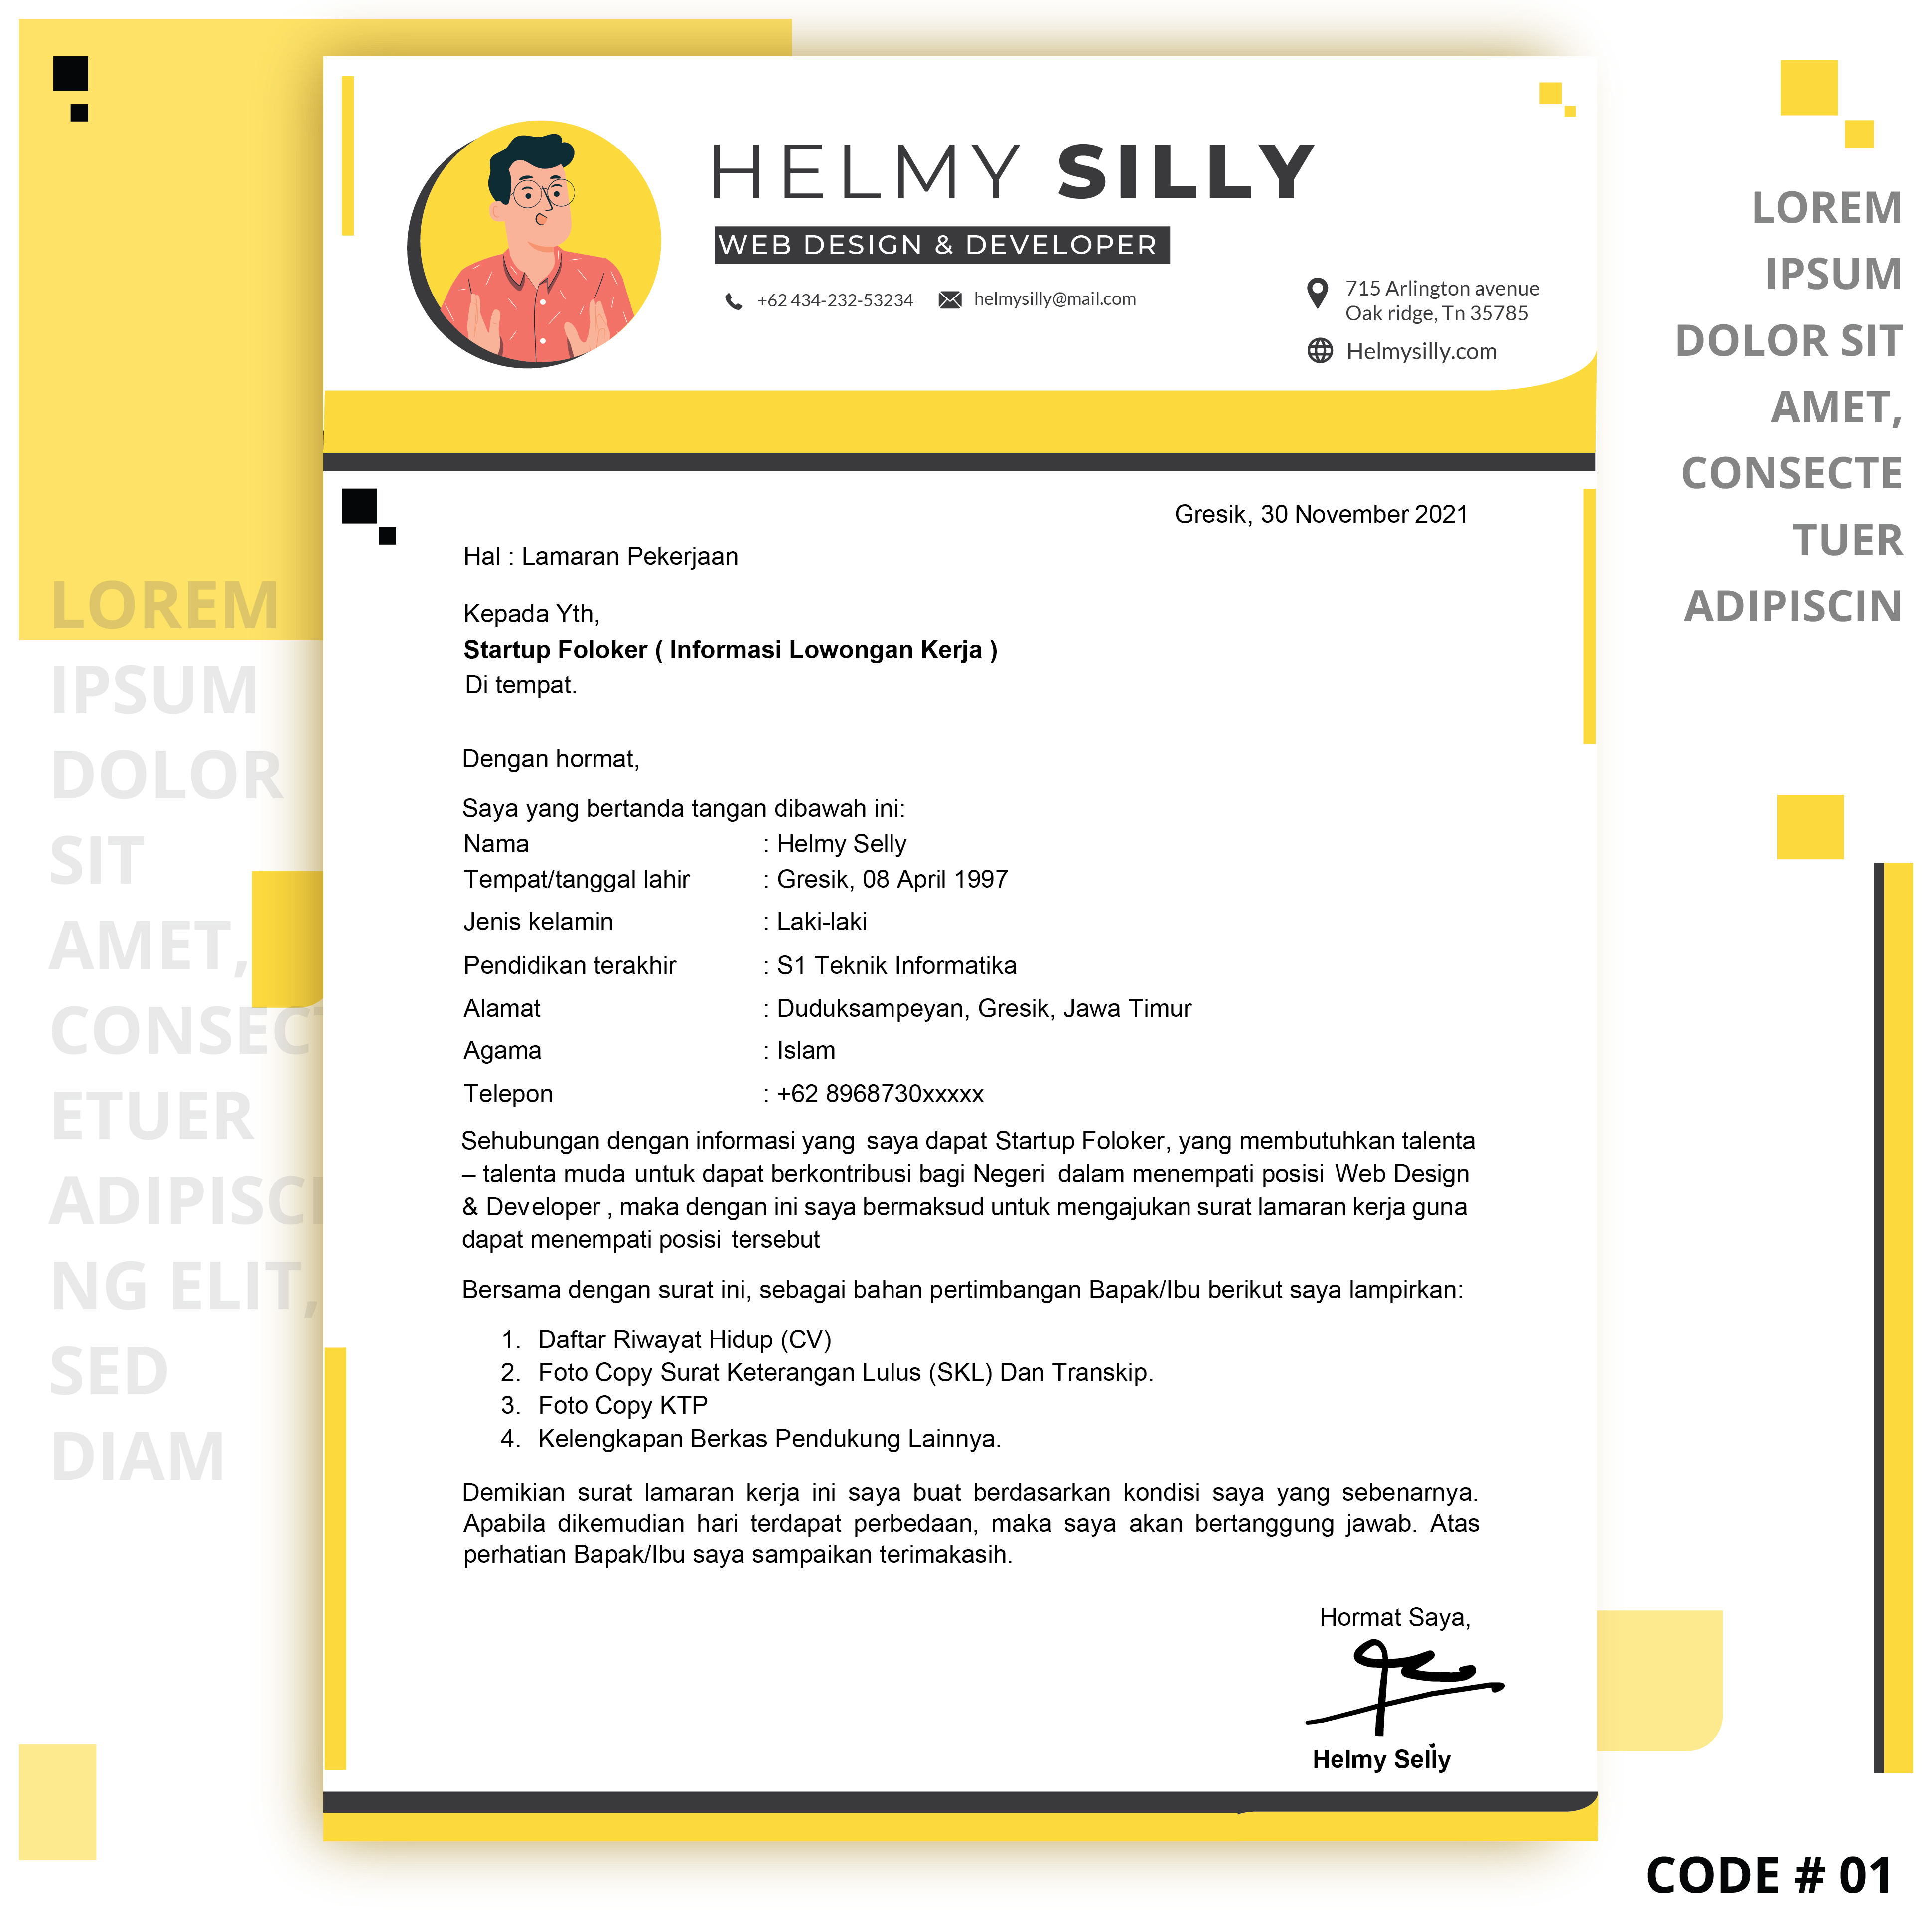 HELMY SILLY
WEB DESIGN & DEVELOPER
+62 434-232-53234
helmysilly@mail.com
715 Arlington avenue
Oak ridge, Tn 35785
Helmysilly.com
Gresik, 30 November 2021
Hal : Lamaran Pekerjaan
Kepada Yth,
Startup Foloker ( Informasi Lowongan Kerja )
Di tempat.
Dengan hormat,
Saya yang bertanda tangan dibawah ini:
Nama : Helmy Selly
Tempat/tanggal lahir : Gresik, 08 April 1997
Jenis kelamin : Laki-laki
Pendidikan terakhir : S1 Teknik Informatika
Alamat : Duduksampeyan, Gresik, Jawa Timur
Agama : Islam
Telepon : +62 8968730xxxxx
Sehubungan dengan informasi yang saya dapat Startup Foloker, yang membutuhkan talenta
– talenta muda untuk dapat berkontribusi bagi Negeri dalam menempati posisi Web Design
& Developer , maka dengan ini saya bermaksud untuk mengajukan surat lamaran kerja guna
dapat menempati posisi tersebut
Bersama dengan surat ini, sebagai bahan pertimbangan Bapak/Ibu berikut saya lampirkan:
1. Daftar Riwayat Hidup (CV)
2. Foto Copy Surat Keterangan Lulus (SKL) Dan Transkip.
3. Foto Copy KTP
4. Kelengkapan Berkas Pendukung Lainnya.
Demikian surat lamaran kerja ini saya buat berdasarkan kondisi saya yang sebenarnya.
Apabila dikemudian hari terdapat perbedaan, maka saya akan bertanggung jawab. Atas
perhatian Bapak/Ibu saya sampaikan terimakasih.
Hormat Saya,
Helmy Selly
LOREM
IPSUM
DOLOR
SIT
AMET,
CONSECT
ETUER
ADIPISCI
NG ELIT,
SED
DIAM
LOREM
IPSUM
DOLOR SIT
AMET,
CONSECTE
TUER
ADIPISCIN
CODE # 01